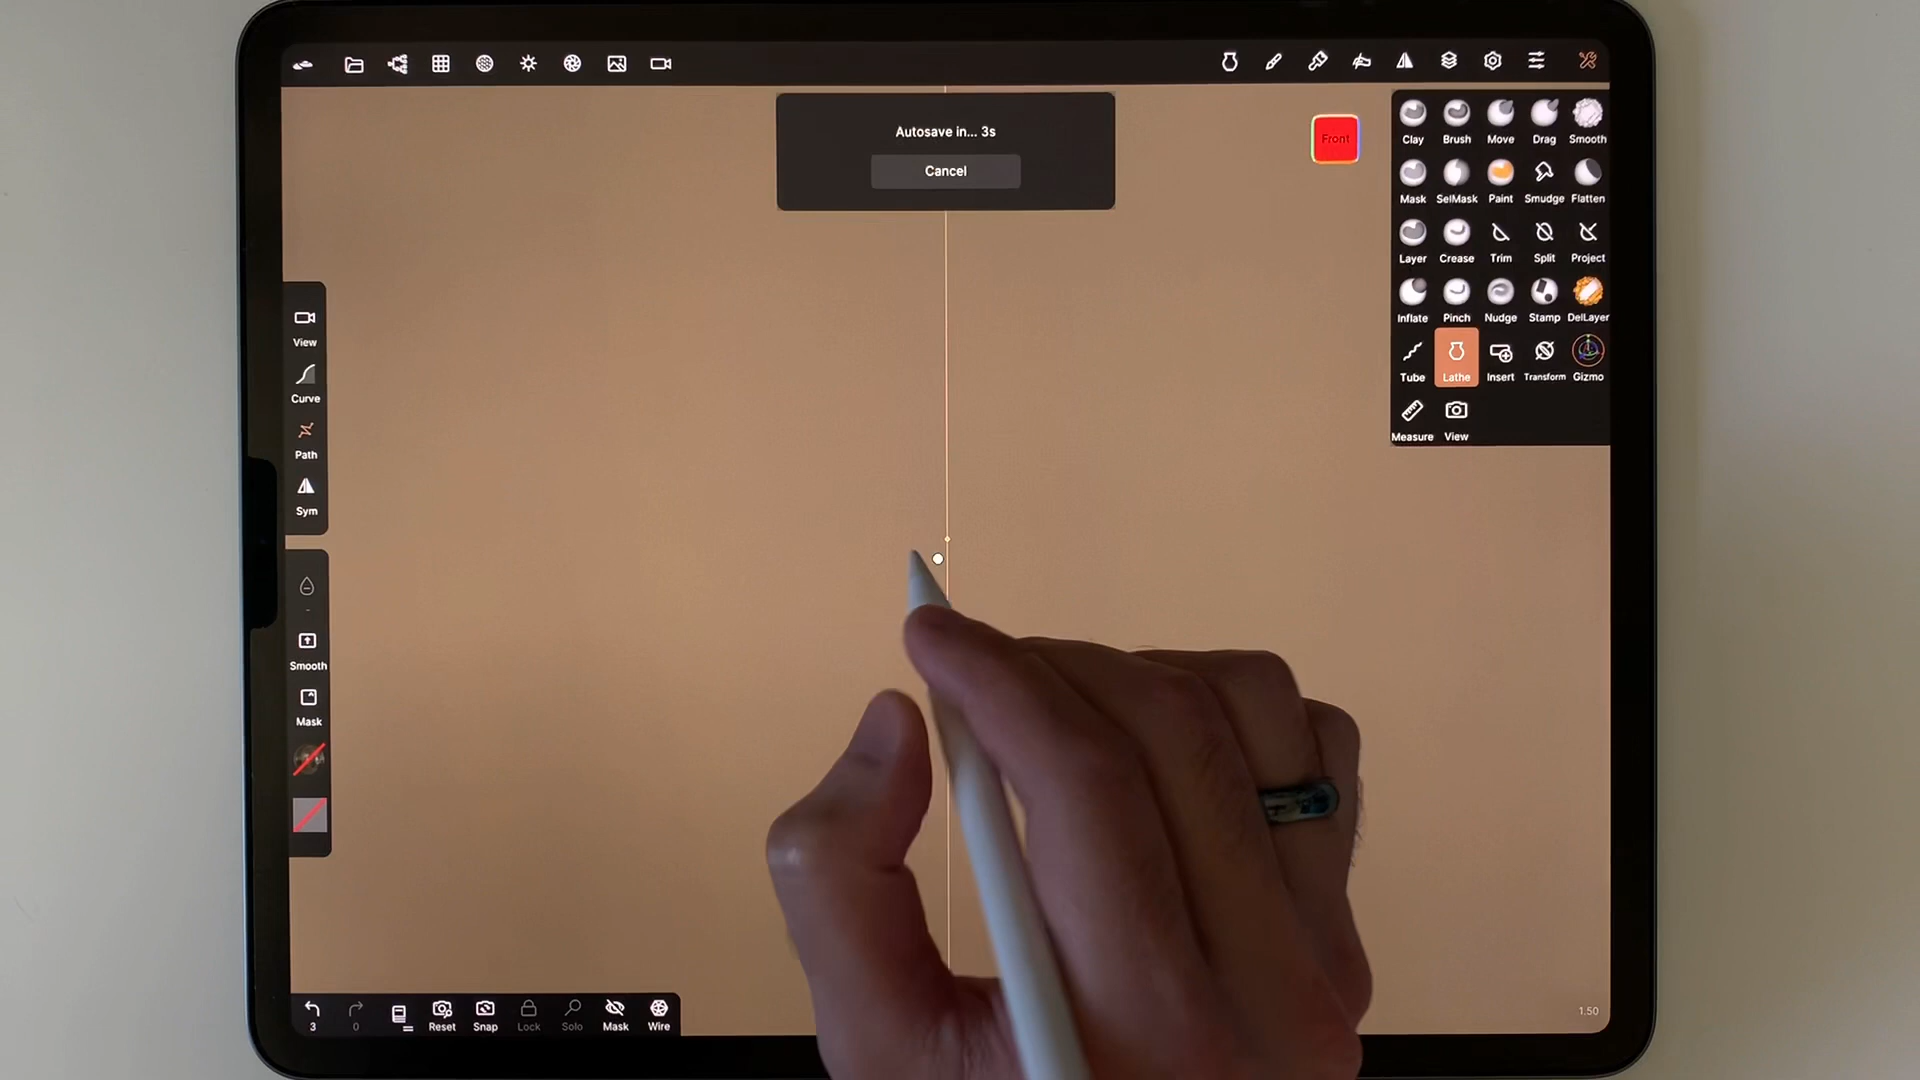 Autosave in... 3s
Cancel
Front
Clay Brush Move Drag Smooth
Mask SelMask Paint Smudge Flatten
Layer Crease Trim Split Project
Inflate Pinch Nudge Stamp DelLayer
Tube Lathe Insert Transform Gizmo
Measure View
View
Curve
Path
Sym
Smooth
Mask
3 0 Reset Snap Lock Solo Mask Wire
1.50